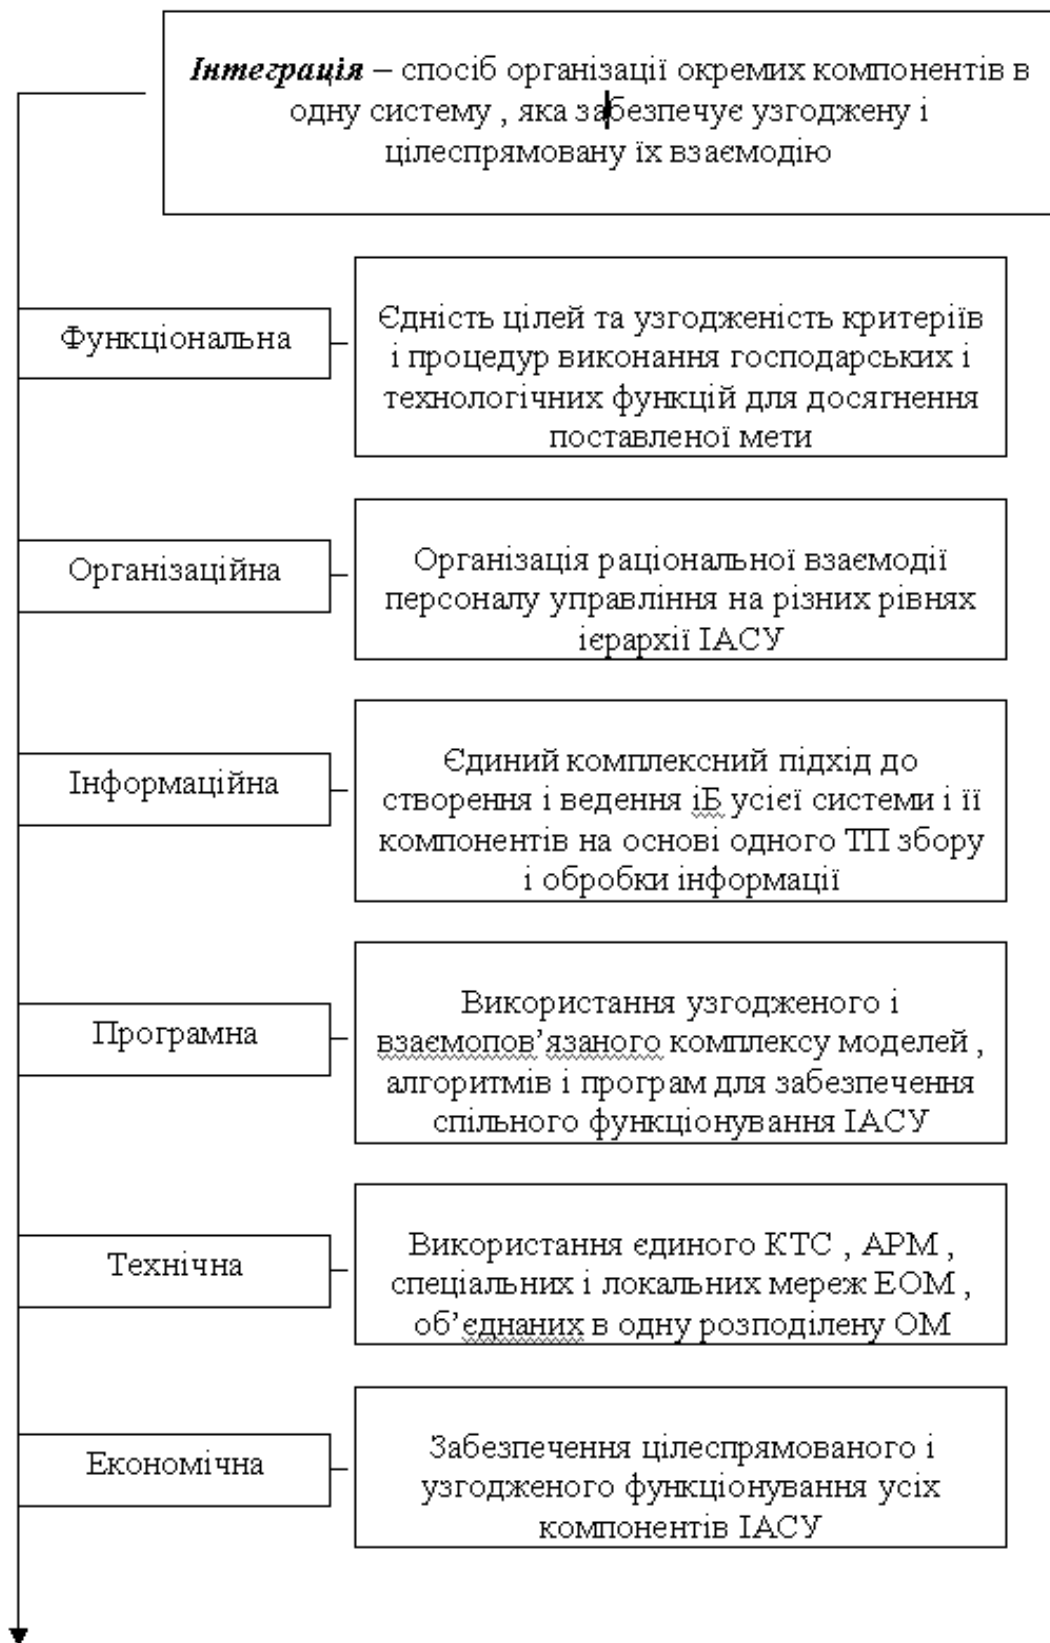 Інтеграція – спосіб організації окремих компонентів в
одну систему , яка забезпечує узгоджену і
цілеспрямовану їх взаємодію
Функціональна
Єдність цілей та узгодженість критеріїв
і процедур виконання господарських і
технологічних функцій для досягнення
поставленої мети
Організаційна
Організація раціональної взаємодії
персоналу управління на різних рівнях
ієрархії ІАСУ
Інформаційна
Єдиний комплексний підхід до
створення і ведення іБ усієї системи і її
компонентів на основі одного ТП збору
і обробки інформації
Програмна
Використання узгодженого і
взаємопов’язаного комплексу моделей ,
алгоритмів і програм для забезпечення
спільного функціонування ІАСУ
Технічна
Використання єдиного КТС , АРМ ,
спеціальних і локальних мереж ЕОМ ,
об’єднаних в одну розподілену ОМ
Економічна
Забезпечення цілеспрямованого і
узгодженого функціонування усіх
компонентів ІАСУ